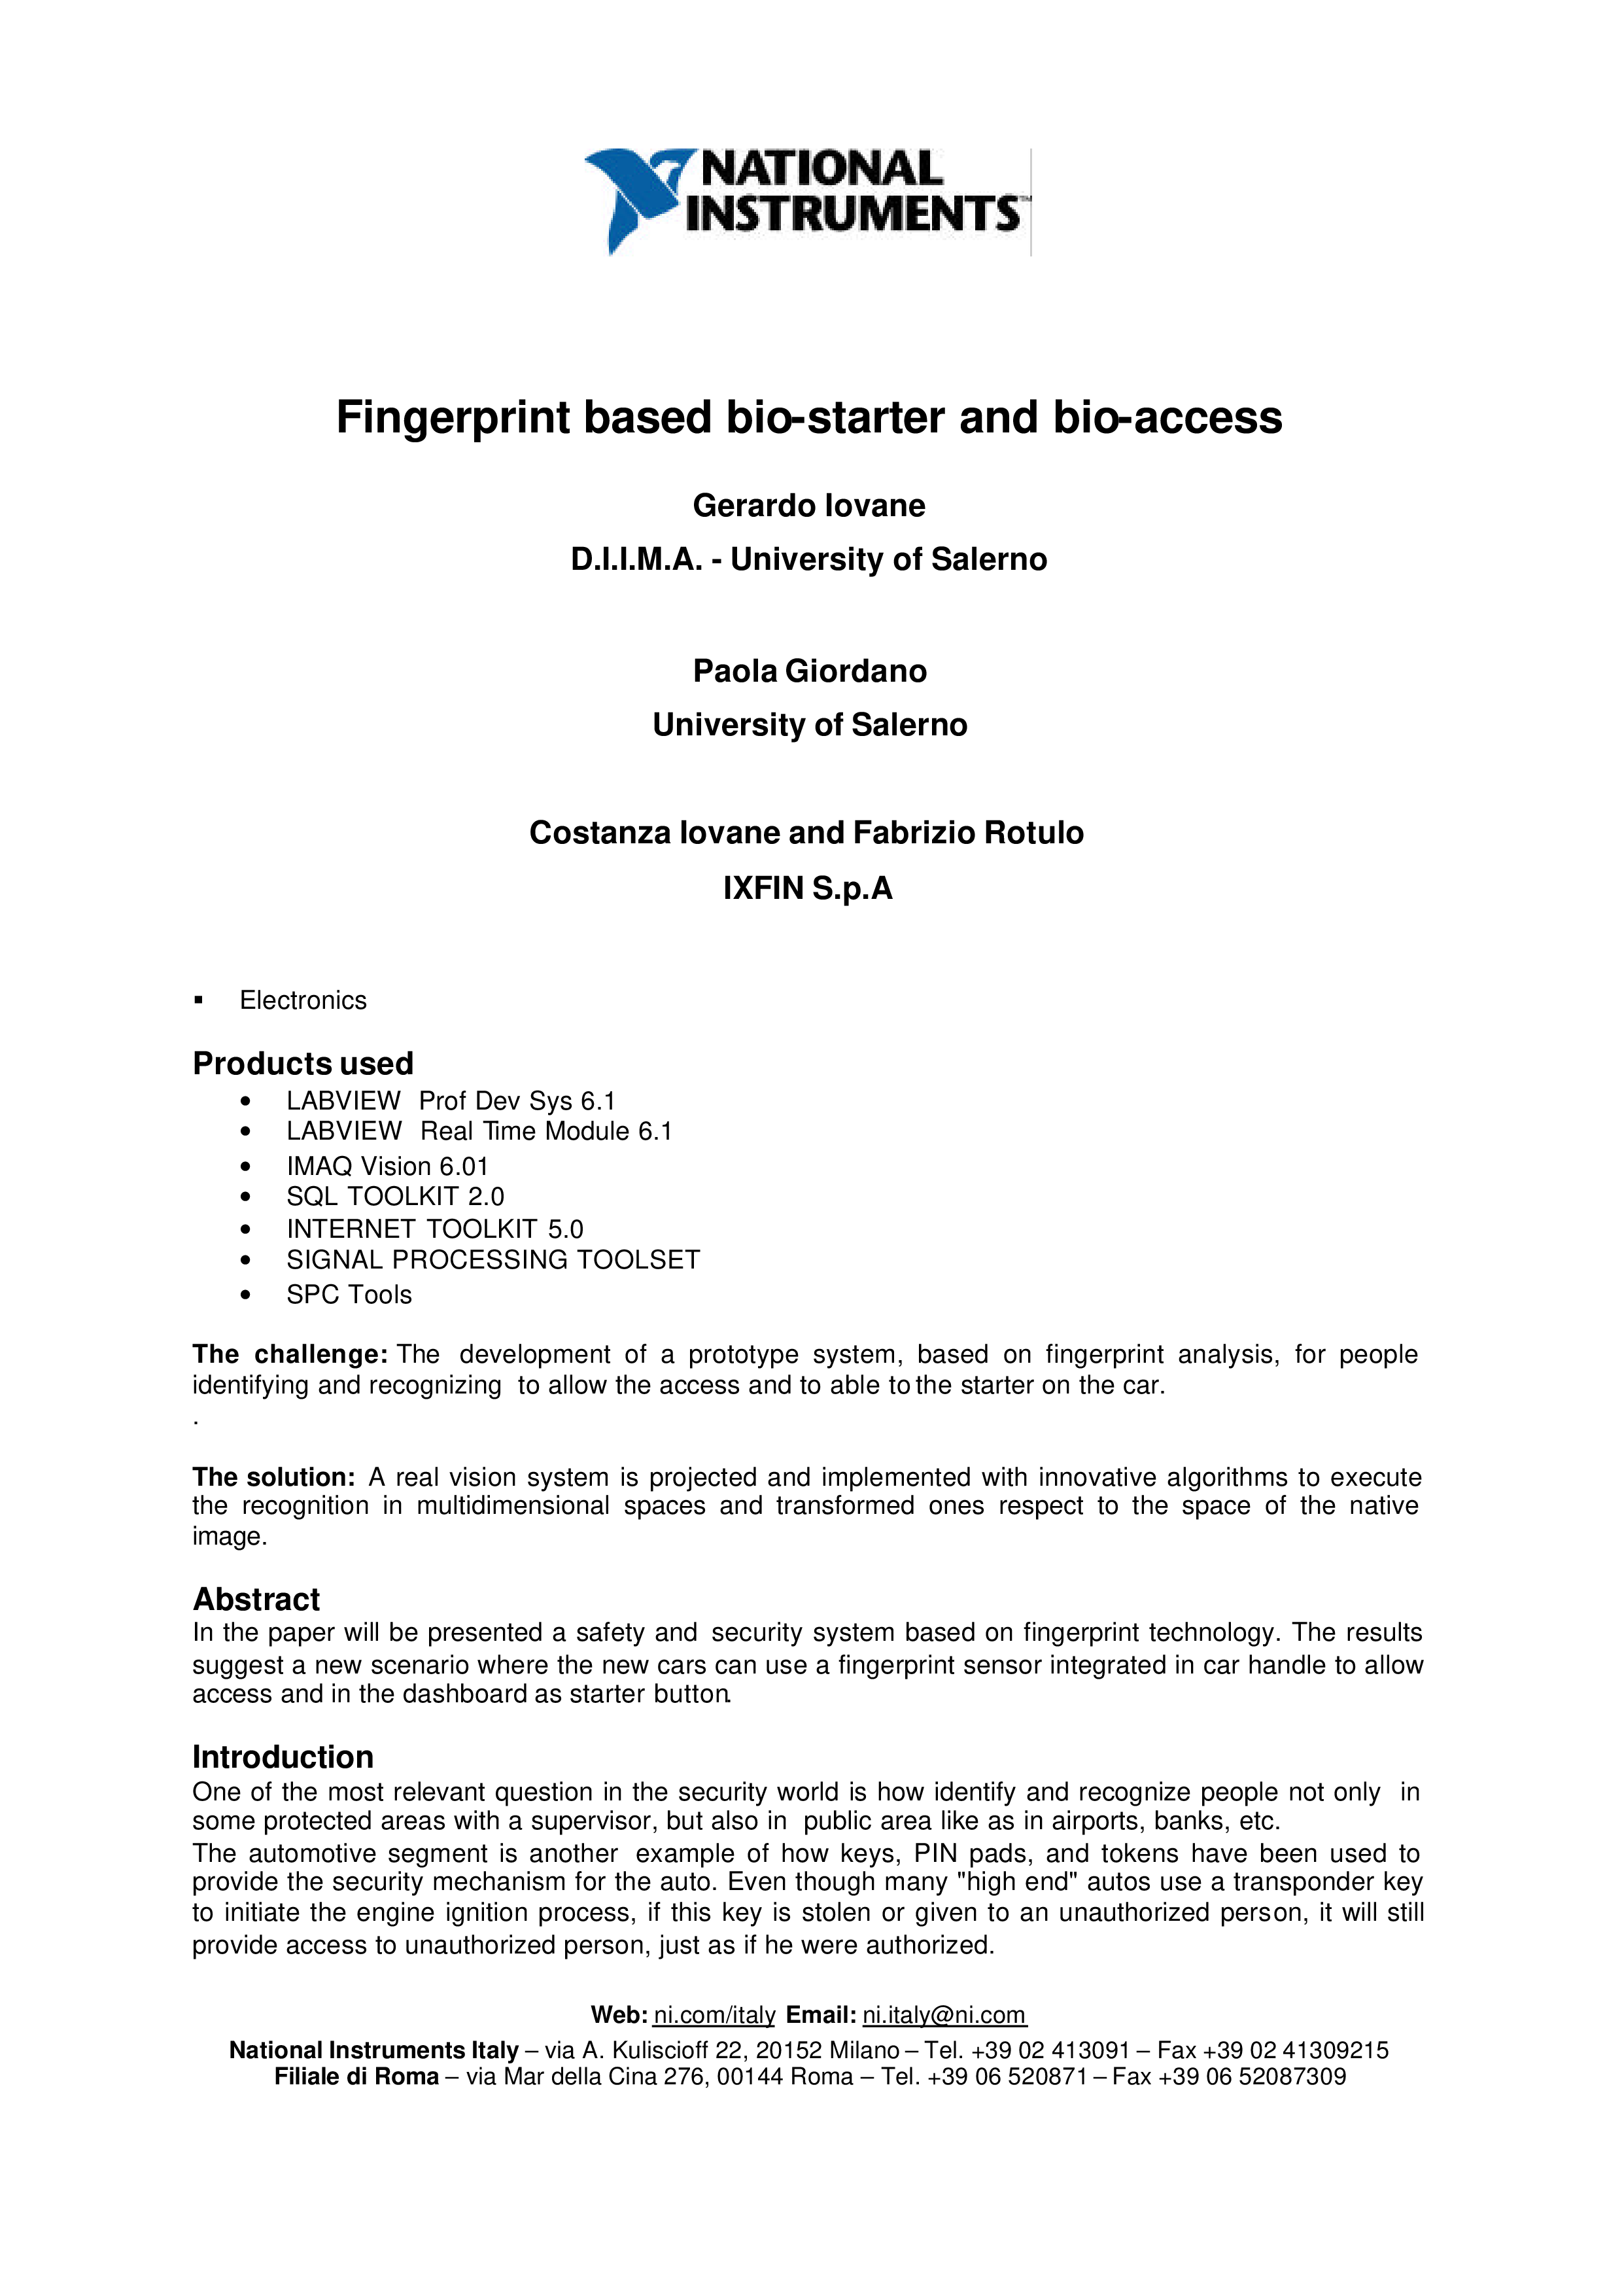 NATIONAL
INSTRUMENTS™
Fingerprint based bio-starter and bio-access
Gerardo Iovane
D.I.I.M.A. - University of Salerno
Paola Giordano
University of Salerno
Costanza Iovane and Fabrizio Rotulo
IXFIN S.p.A
▪ Electronics
Products used
• LABVIEW Prof Dev Sys 6.1
• LABVIEW Real Time Module 6.1
• IMAQ Vision 6.01
• SQL TOOLKIT 2.0
• INTERNET TOOLKIT 5.0
• SIGNAL PROCESSING TOOLSET
• SPC Tools
The challenge: The development of a prototype system, based on fingerprint analysis, for people
identifying and recognizing to allow the access and to able to the starter on the car.
.
The solution: A real vision system is projected and implemented with innovative algorithms to execute
the recognition in multidimensional spaces and transformed ones respect to the space of the native
image.
Abstract
In the paper will be presented a safety and security system based on fingerprint technology. The results
suggest a new scenario where the new cars can use a fingerprint sensor integrated in car handle to allow
access and in the dashboard as starter button.
Introduction
One of the most relevant question in the security world is how identify and recognize people not only in
some protected areas with a supervisor, but also in public area like as in airports, banks, etc.
The automotive segment is another example of how keys, PIN pads, and tokens have been used to
provide the security mechanism for the auto. Even though many "high end" autos use a transponder key
to initiate the engine ignition process, if this key is stolen or given to an unauthorized person, it will still
provide access to unauthorized person, just as if he were authorized.
Web: ni.com/italy Email: ni.italy@ni.com
National Instruments Italy – via A. Kuliscioff 22, 20152 Milano – Tel. +39 02 413091 – Fax +39 02 41309215
Filiale di Roma – via Mar della Cina 276, 00144 Roma – Tel. +39 06 520871 – Fax +39 06 52087309